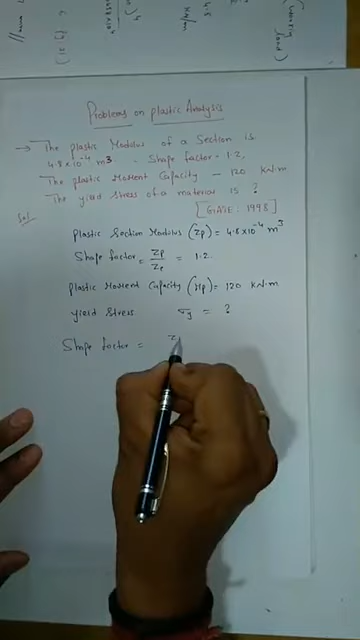 Problems on plastic Analysis
→ The plastic Modulus of a Section is
4.8×10⁻⁴ m³. Shape factor - 1.2,
The plastic Moment Capacity - 120 kN.m
The yield stress of a material is ?
[GATE: 1998]
Sol
Plastic Section Modulus (Zp) = 4.8×10⁻⁴ m³
Shape factor = Zp/Ze = 1.2
plastic Moment Capacity (Mp) = 120 kN.m
yield stress σy = ?
Shape factor = Z